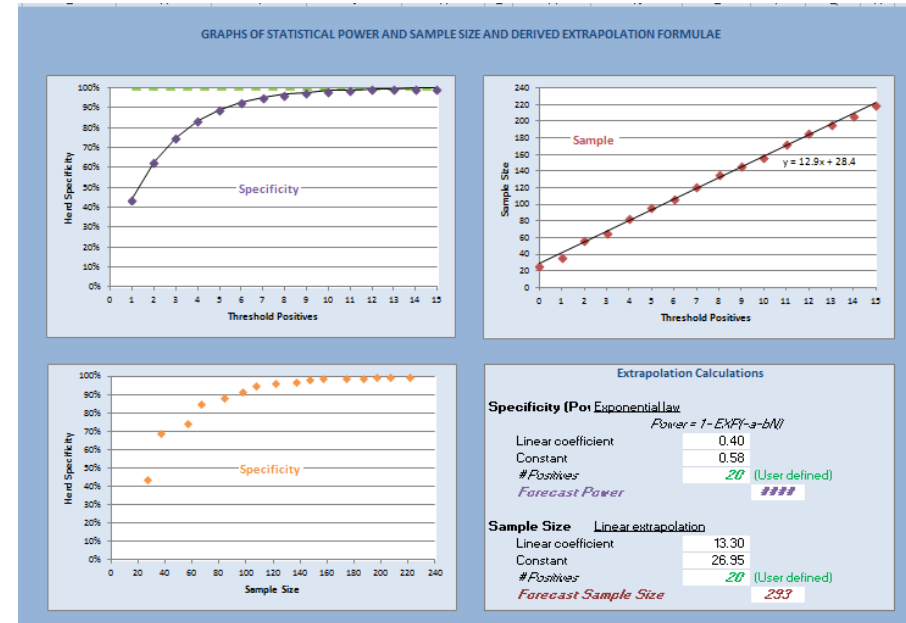 GRAPHS OF STATISTICAL POWER AND SAMPLE SIZE AND DERIVED EXTRAPOLATION FORMULAE
100%
90%
80%
70%
60%
50%
40%
30%
20%
10%
0%
Herd Specificity
Specificity
0 1 2 3 4 5 6 7 8 9 10 11 12 13 14 15
Threshold Positives
240
220
200
180
160
140
120
100
80
60
40
20
0
Sample Size
Sample
y = 12.9x + 28.4
0 1 2 3 4 5 6 7 8 9 10 11 12 13 14 15
Threshold Positives
100%
90%
80%
70%
60%
50%
40%
30%
20%
10%
0%
Herd Specificity
Specificity
0 20 40 60 80 100 120 140 160 180 200 220 240
Sample Size
Extrapolation Calculations
Specificity (Pow Exponential law
Power = 1-EXP(-a-bN)
Linear coefficient 0.40
Constant 0.58
#Positives 20 (User defined)
Forecast Power ####
Sample Size Linear extrapolation
Linear coefficient 13.30
Constant 26.95
#Positives 20 (User defined)
Forecast Sample Size 293